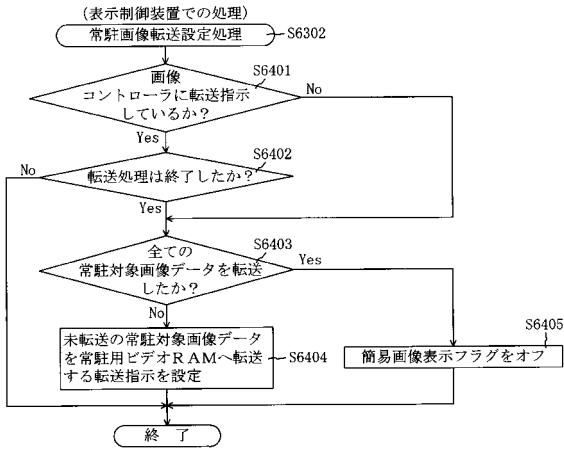 (表示制御装置での処理)
常駐画像転送設定処理
S6302
画像
コントローラに転送指示
しているか？
S6401
No
Yes
転送処理は終了したか？
S6402
No
Yes
全ての
常駐対象画像データを転送
したか？
S6403
Yes
No
未転送の常駐対象画像データ
を常駐用ビデオＲＡＭへ転送
する転送指示を設定
S6404
S6405
簡易画像表示フラグをオフ
終 了